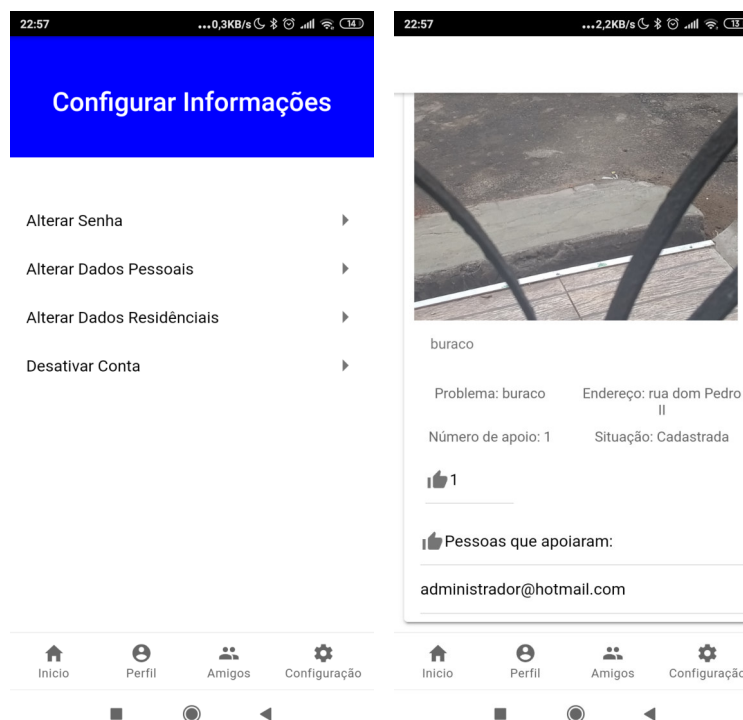 22:57
...0,3KB/s 14
Configurar Informações
Alterar Senha
Alterar Dados Pessoais
Alterar Dados Residênciais
Desativar Conta
Inicio Perfil Amigos Configuração
22:57
...2,2KB/s 13
buraco
Problema: buraco
Endereço: rua dom Pedro
II
Número de apoio: 1
Situação: Cadastrada
1
Pessoas que apoiaram:
administrador@hotmail.com
Inicio Perfil Amigos Configuração